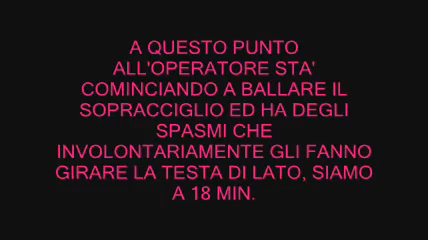 A QUESTO PUNTO
ALL'OPERATORE STA'
COMINCIANDO A BALLARE IL
SOPRACCIGLIO ED HA DEGLI
SPASMI CHE
INVOLONTARIAMENTE GLI FANNO
GIRARE LA TESTA DI LATO, SIAMO
A 18 MIN.